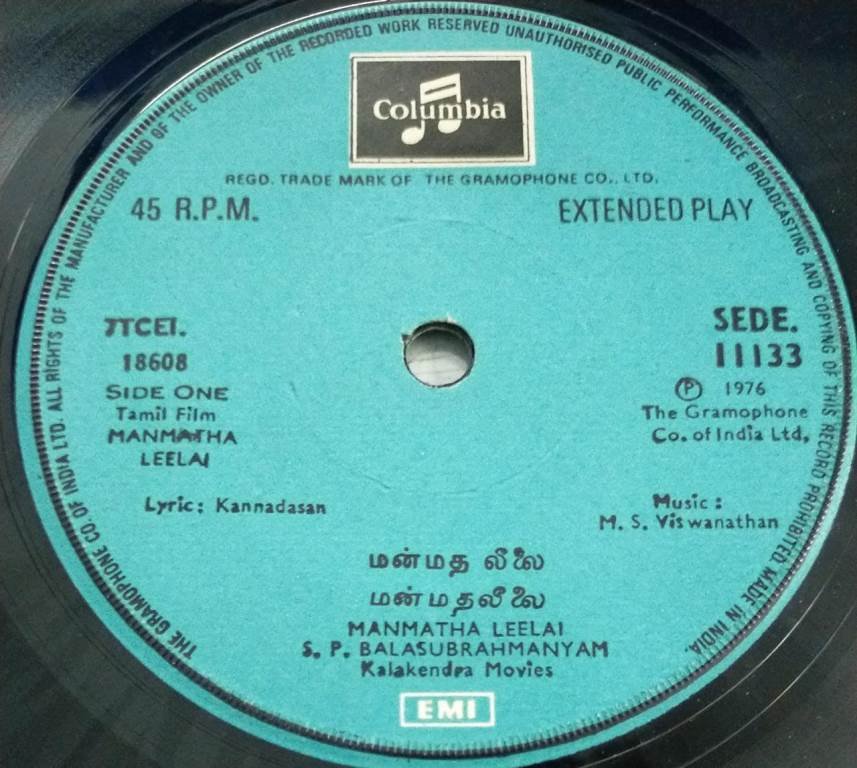 THE GRAMOPHONE CO. OF INDIA LTD. ALL RIGHTS OF THE MANUFACTURER AND OF THE OWNER OF THE RECORDED WORK RESERVED UNAUTHORISED PUBLIC PERFORMANCE BROADCASTING AND COPYING OF THIS RECORD PROHIBITED. MADE IN INDIA.
Columbia
REGD. TRADE MARK OF THE GRAMOPHONE CO., LTD.
45 R.P.M. EXTENDED PLAY
7TCEI. SEDE.
18608 11133
SIDE ONE ℗ 1976
Tamil Film The Gramophone
MANMATHA Co. of India Ltd,
LEELAI
Lyric: Kannadasan Music:
M. S. Viswanathan
மன்மத லீலை
மன்மதலீலை
MANMATHA LEELAI
S. P. BALASUBRAHMANYAM
Kalakendra Movies
EMI